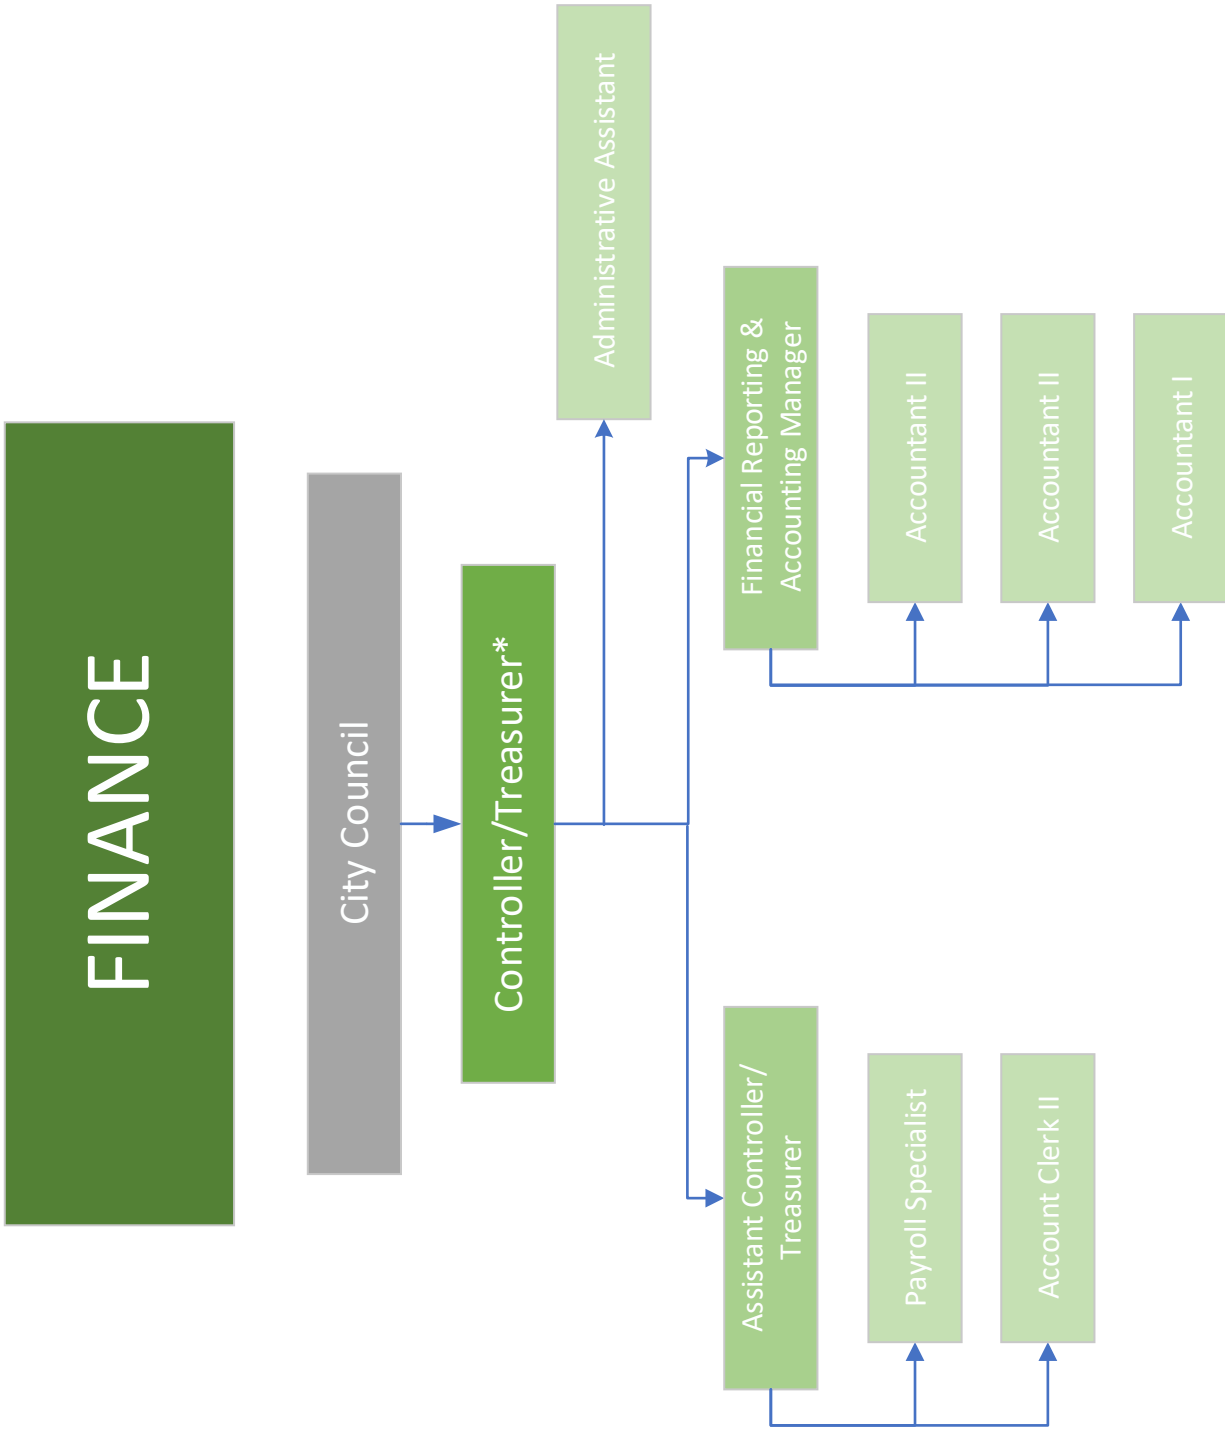 FINANCE
City Council
Controller/Treasurer*
Administrative Assistant
Assistant Controller/
Treasurer
Payroll Specialist
Account Clerk II
Financial Reporting &
Accounting Manager
Accountant II
Accountant II
Accountant I